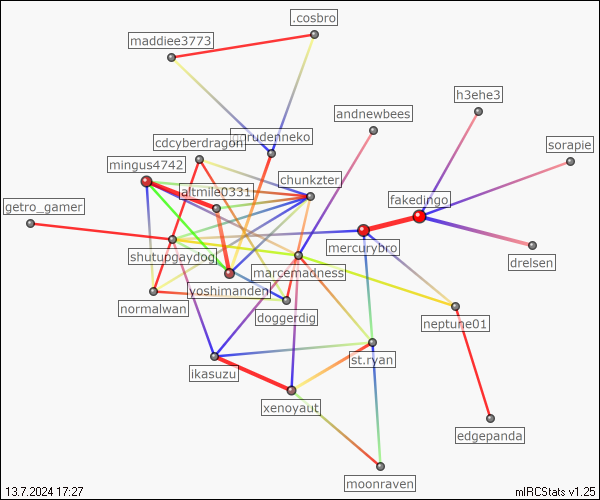 .cosbro
maddiee3773
h3ehe3
andnewbees
cdcyberdragon
sorapie
mingus4742
chunkzter
altmile0331
fakedingo
getro_gamer
mercurybro
shutupgaydog
drelsen
marcemadness
yoshimanden
normalwan
doggerdig
neptune01
st.ryan
ikasuzu
xenoyaut
edgepanda
moonraven
13.7.2024 17:27
mIRCStats v1.25